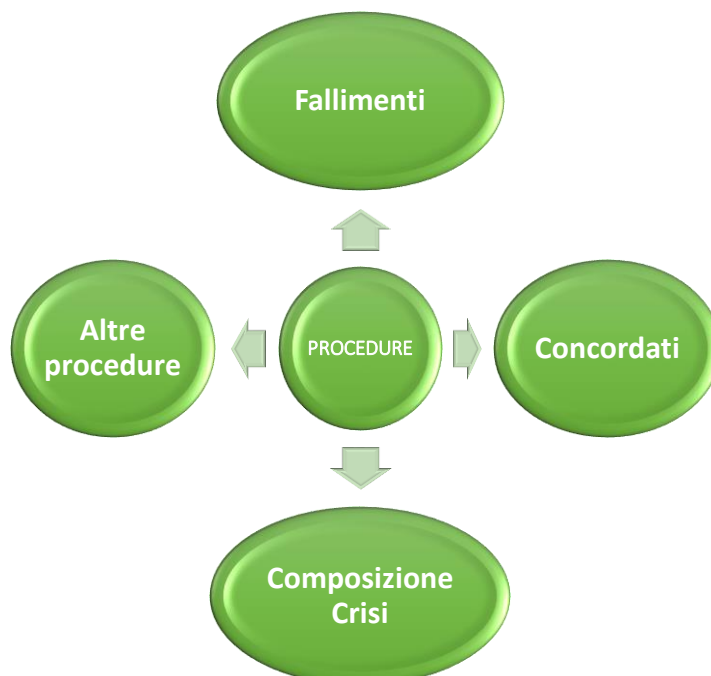 Fallimenti
Altre
procedure
PROCEDURE
Concordati
Composizione
Crisi